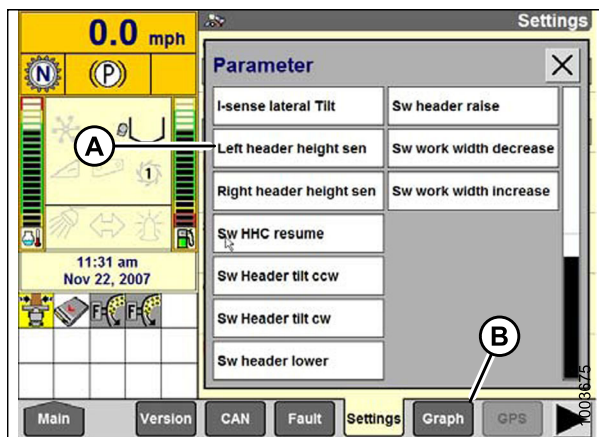 0.0 mph
Settings
N
(P)
Parameter
X
I-sense lateral Tilt
Sw header raise
A
Left header height sen
Sw work width decrease
1
Right header height sen
Sw work width increase
Sw HHC resume
11:31 am
Nov 22, 2007
Sw Header tilt ccw
F
F
Sw Header tilt cw
B
Sw header lower
1003675
Main
Version
CAN
Fault
Settings
Graph
GPS